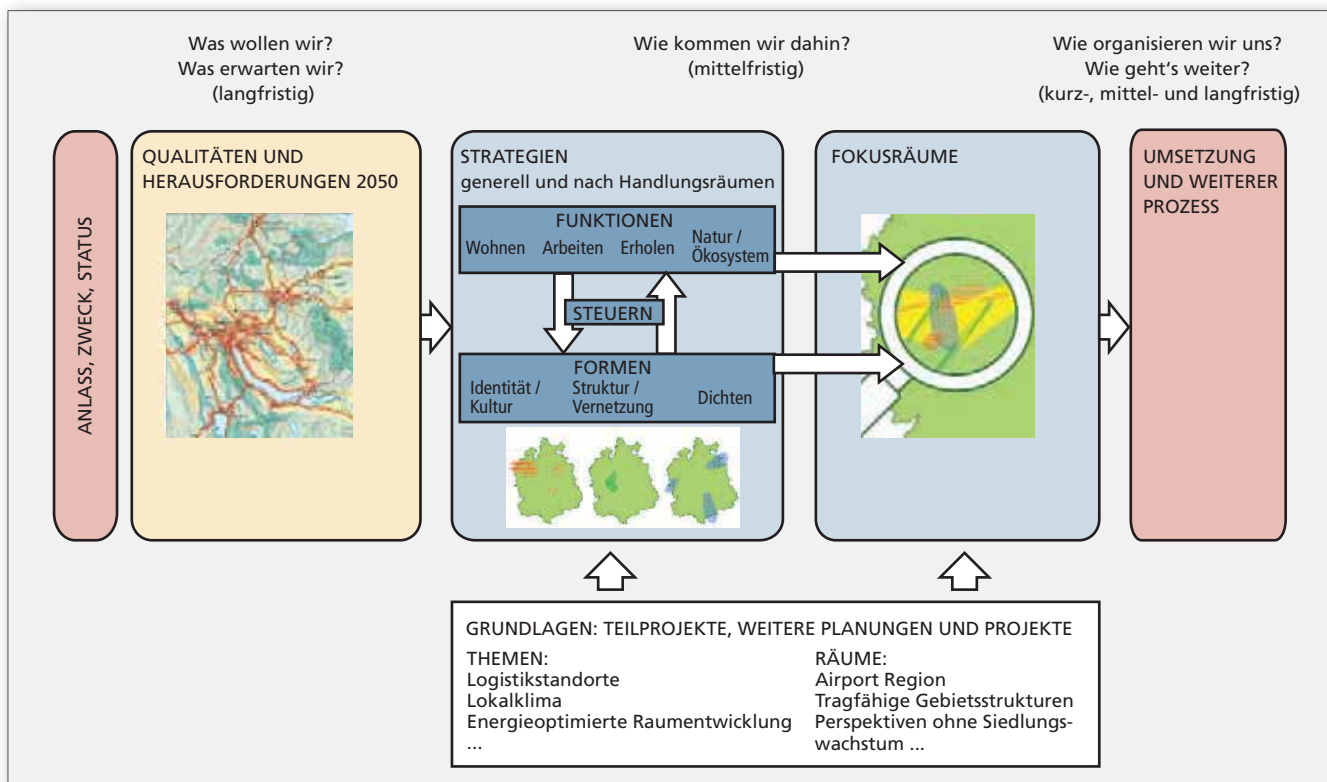 Was wollen wir?
Was erwarten wir?
(langfristig)
Wie kommen wir dahin?
(mittelfristig)
Wie organisieren wir uns?
Wie geht's weiter?
(kurz-, mittel- und langfristig)
ANLASS, ZWECK, STATUS
QUALITÄTEN UND
HERAUSFORDERUNGEN 2050
STRATEGIEN
generell und nach Handlungsräumen
FUNKTIONEN
Wohnen Arbeiten Erholen Natur /
Ökosystem
STEUERN
FORMEN
Identität / Struktur /
Kultur Vernetzung Dichten
FOKUSRÄUME
UMSETZUNG
UND WEITERER
PROZESS
GRUNDLAGEN: TEILPROJEKTE, WEITERE PLANUNGEN UND PROJEKTE
THEMEN:
Logistikstandorte
Lokalklima
Energieoptimierte Raumentwicklung
...
RÄUME:
Airport Region
Tragfähige Gebietsstrukturen
Perspektiven ohne Siedlungs-
wachstum ...